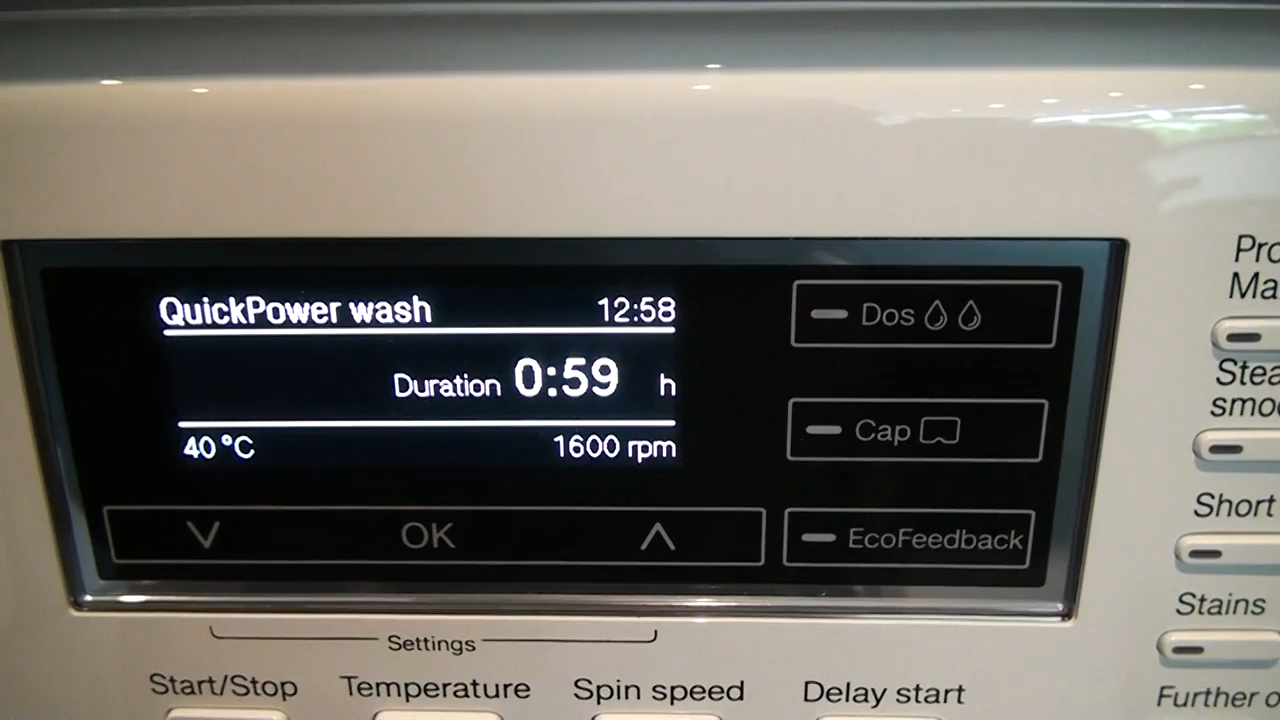 QuickPower wash 12:58
Duration 0:59 h
40 °C 1600 rpm
Dos
Cap
EcoFeedback
OK
Settings
Start/Stop Temperature Spin speed Delay start
Short
Stains
Further